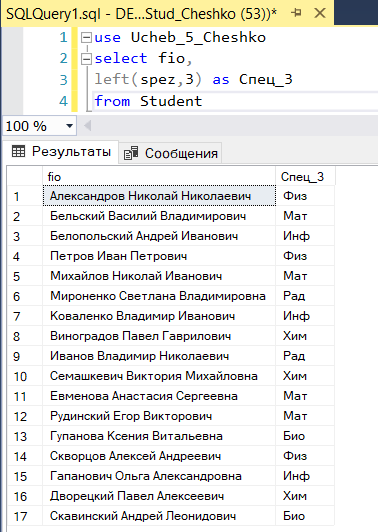 SQLQuery1.sql - DE...Stud_Cheshko (53))*
1 use Ucheb_5_Cheshko
2 select fio,
3 left(spez,3) as Спец_3
4 from Student
100 %
Результаты Сообщения
fio Спец_3
1 Александров Николай Николаевич Физ
2 Бельский Василий Владимирович Мат
3 Белопольский Андрей Иванович Инф
4 Петров Иван Петрович Физ
5 Михайлов Николай Иванович Мат
6 Мироненко Светлана Владимировна Рад
7 Коваленко Владимир Иванович Инф
8 Виноградов Павел Гаврилович Хим
9 Иванов Владимир Николаевич Рад
10 Семашкевич Виктория Михайловна Хим
11 Евменова Анастасия Сергеевна Мат
12 Рудинский Егор Викторович Мат
13 Гупанова Ксения Витальевна Био
14 Скворцов Алексей Андреевич Физ
15 Гапанович Ольга Александровна Инф
16 Дворецкий Павел Алексеевич Хим
17 Скавинский Андрей Леонидович Био